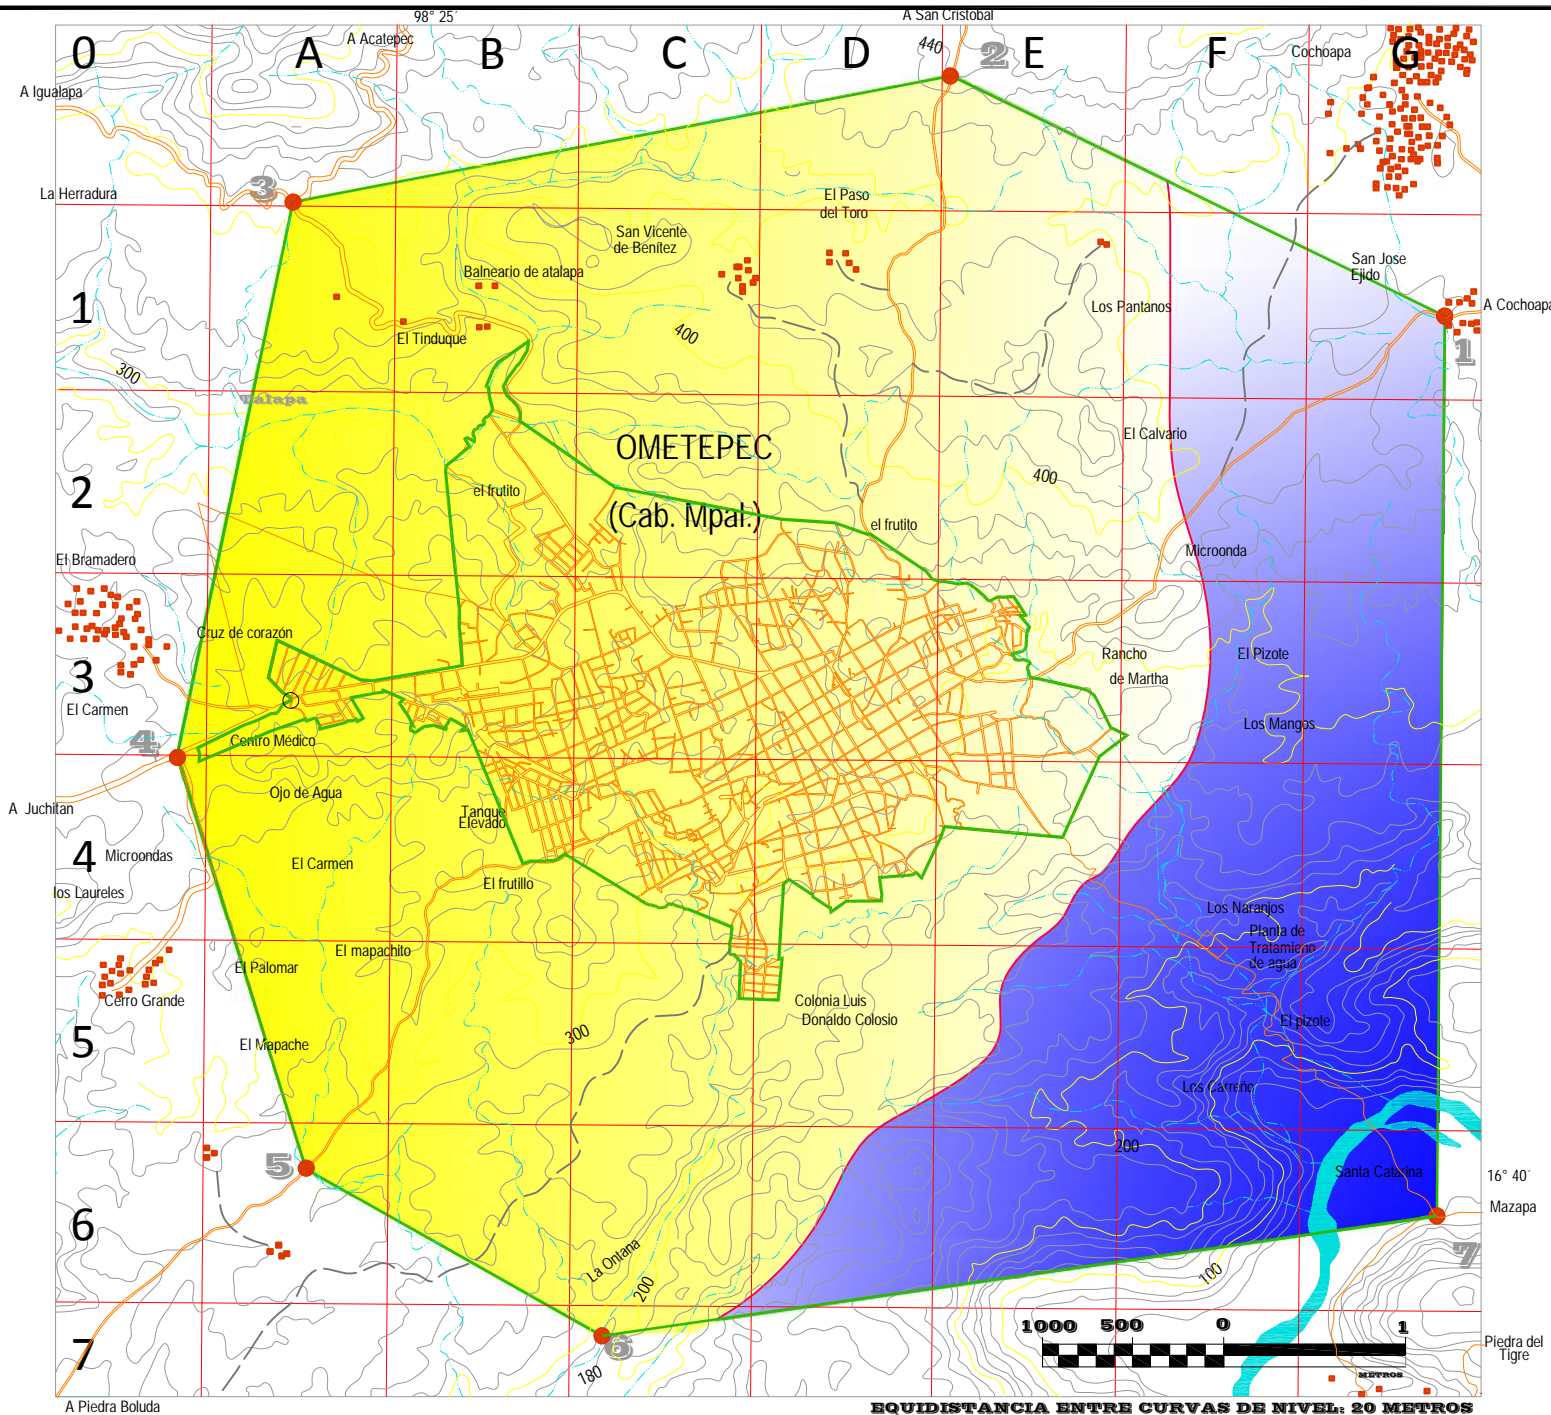 98° 25´
A San Cristobal
0
A
B
C
D
E
F
G
A Acatepec
440
2
Cochoapa
A Igualapa
La Herradura
3
El Paso
del Toro
San Vicente
de Benítez
Balneario de atalapa
San Jose
Ejido
1
Los Pantanos
A Cochoapa
El Tinduque
400
1
300
Talapa
El Calvario
OMETEPEC
(Cab. Mpal.)
2
el frutito
400
el frutito
Microonda
El Bramadero
Cruz de corazón
Rancho
de Martha
El Pizote
3
El Carmen
Los Mangos
4
Centro Médico
Ojo de Agua
A Juchitan
Tanque
Elevado
4
Microondas
El Carmen
los Laureles
El frutillo
Los Naranjos
Planta de
Tratamieno
de agua
El mapachito
El Palomar
Cerro Grande
Colonia Luis
Donaldo Colosio
El pizote
5
El Mapache
300
Los Carreño
200
5
Santa Catarina
16° 40´
Mazapa
6
La Ontana
7
200
100
1000 500 0 1
6
7
180
METROS
Piedra del
Tigre
A Piedra Boluda
EQUIDISTANCIA ENTRE CURVAS DE NIVEL: 20 METROS